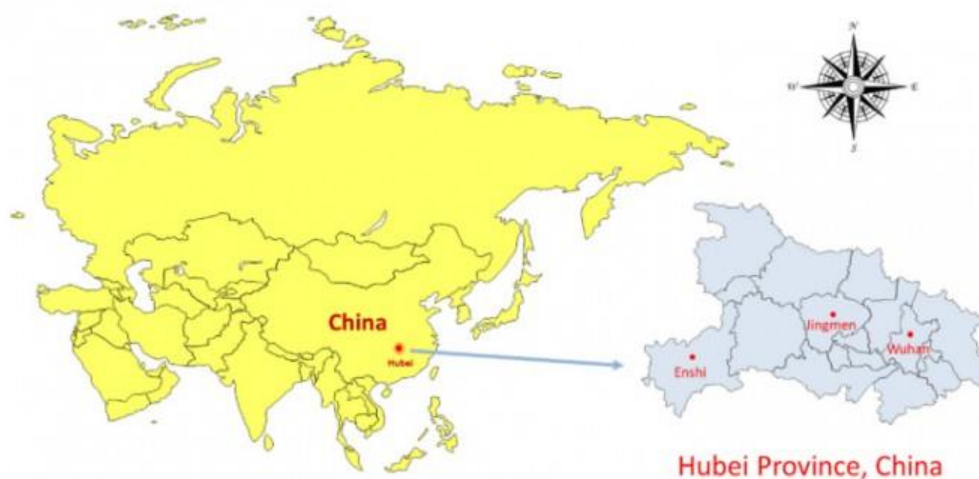 N
W
E
S
China
Hubei
Jingmen
Wuhan
Enshi
Hubei Province, China